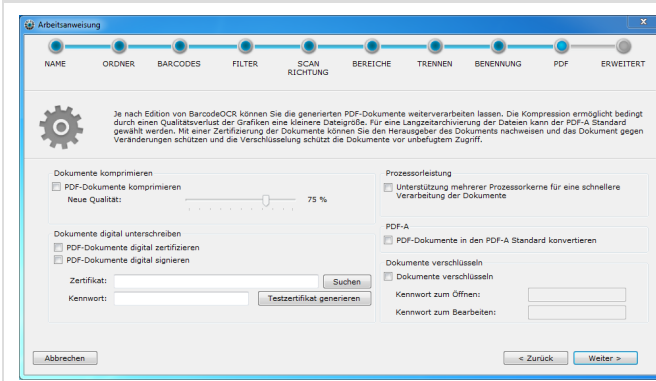 Arbeitsanweisung
x
NAME ORDNER BARCODES FILTER SCAN RICHTUNG BEREICHE TRENNEN BENENNUNG PDF ERWEITERT
Je nach Edition von BarcodeOCR können Sie die generierten PDF-Dokumente weiterverarbeiten lassen. Die Kompression ermöglicht bedingt
durch einen Qualitätsverlust der Grafiken eine kleinere Dateigröße. Für eine Langzeitarchivierung der Dateien kann der PDF-A Standard
gewählt werden. Mit einer Zertifizierung der Dokumente können Sie den Herausgeber des Dokuments nachweisen und das Dokument gegen
Veränderungen schützen und die Verschlüsselung schützt die Dokumente vor unbefugtem Zugriff.
Dokumente komprimieren
PDF-Dokumente komprimieren
Neue Qualität: 75 %
Prozessorleistung
Unterstützung mehrerer Prozessorkerne für eine schnellere
Verarbeitung der Dokumente
Dokumente digital unterschreiben
PDF-Dokumente digital zertifizieren
PDF-Dokumente digital signieren
Zertifikat: Suchen
Kennwort: Testzertifikat generieren
PDF-A
PDF-Dokumente in den PDF-A Standard konvertieren
Dokumente verschlüsseln
Dokumente verschlüsseln
Kennwort zum Öffnen:
Kennwort zum Bearbeiten:
Abbrechen < Zurück Weiter >